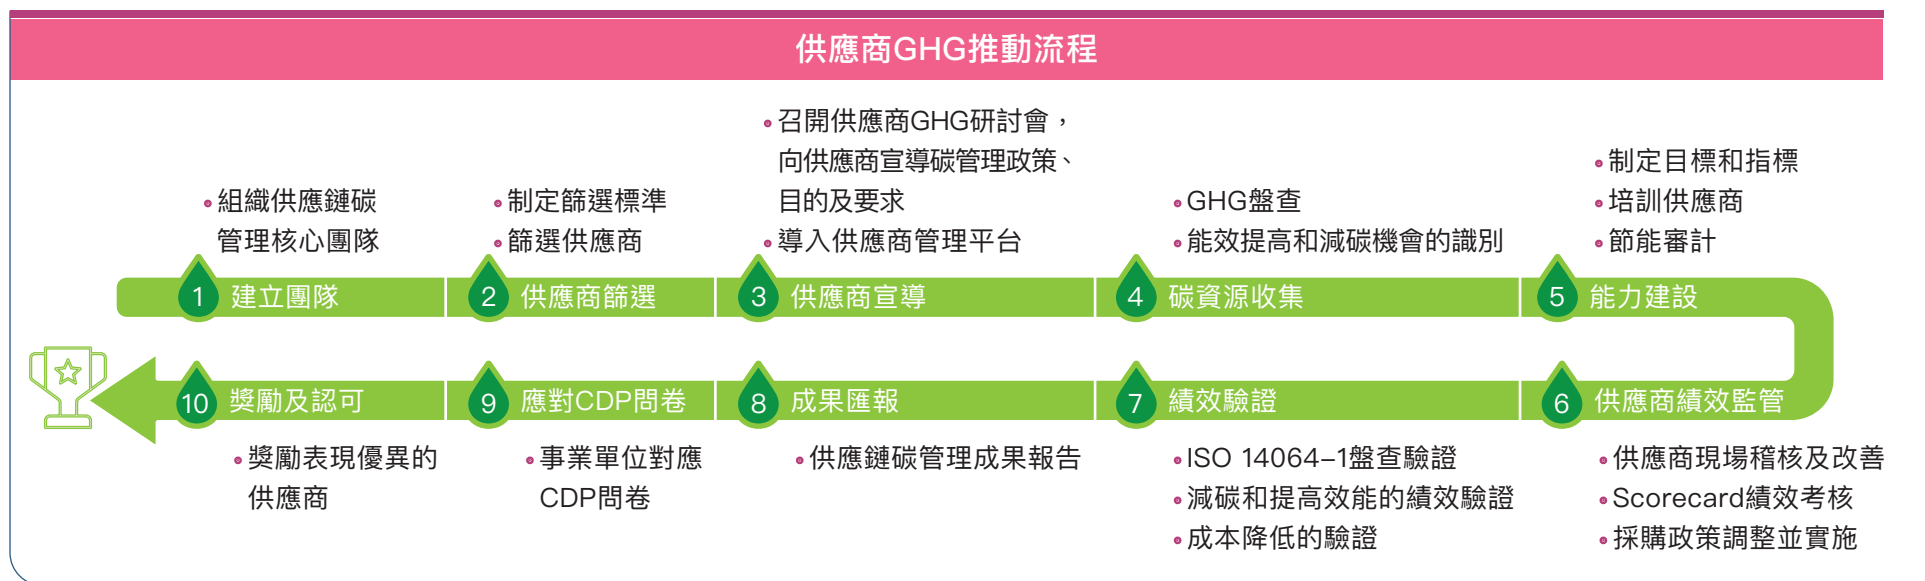 供應商GHG推動流程
•組織供應鏈碳
管理核心團隊
1 建立團隊
•制定篩選標準
•篩選供應商
2 供應商篩選
•召開供應商GHG研討會，
向供應商宣導碳管理政策、
目的及要求
•導入供應商管理平台
3 供應商宣導
•GHG盤查
•能效提高和減碳機會的識別
4 碳資源收集
•制定目標和指標
•培訓供應商
•節能審計
5 能力建設
6 供應商績效監管
•供應商現場稽核及改善
•Scorecard績效考核
•採購政策調整並實施
7 績效驗證
•ISO 14064–1盤查驗證
•減碳和提高效能的績效驗證
•成本降低的驗證
8 成果匯報
•供應鏈碳管理成果報告
9 應對CDP問卷
•事業單位對應
CDP問卷
10 獎勵及認可
•獎勵表現優異的
供應商